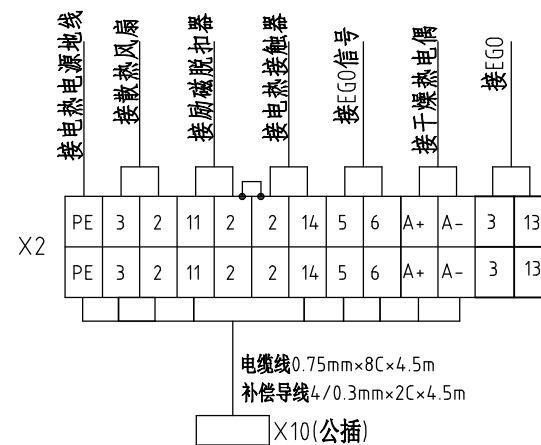 接电热电源地线
接散热风扇
接励磁脱扣器
接电热接触器
接EGO信号
接干燥热电偶
接EGO
X2
PE 3 2 11 2 2 14 5 6 A+ A- 3 13
PE 3 2 11 2 2 14 5 6 A+ A- 3 13
电缆线0.75mm×8C×4.5m
补偿导线4/0.3mm×2C×4.5m
X10(公插)